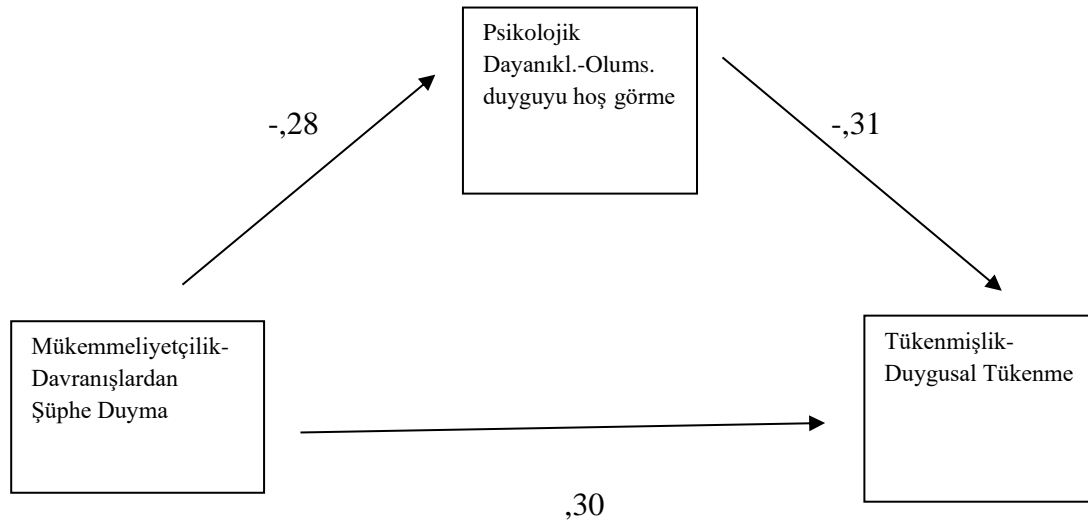 Psikolojik
Dayanıkl.-Olums.
duyguyu hoş görme
-,28
-,31
Mükemmeliyetçilik-
Davranışlardan
Şüphe Duyma
Tükenmişlik-
Duygusal Tükenme
,30